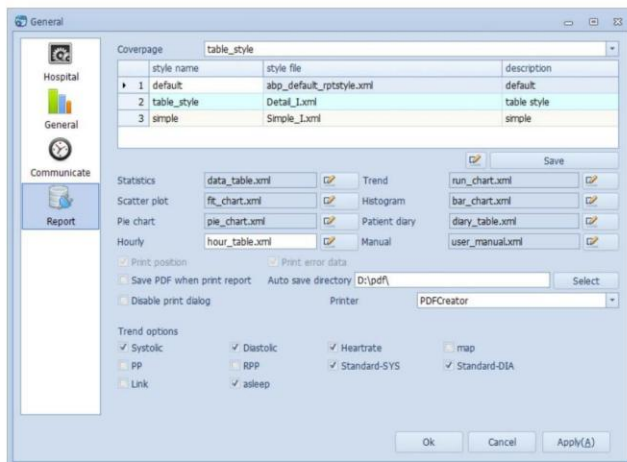 General
Hospital
General
Communicate
Report
Coverpage table_style
style name style file description
1 default abp_default_rptstyle.xml default
2 table_style Detail_I.xml table style
3 simple Simple_I.xml simple
Save
Statistics data_table.xml Trend run_chart.xml
Scatter plot fit_chart.xml Histogram bar_chart.xml
Pie chart pie_chart.xml Patient diary diary_table.xml
Hourly hour_table.xml Manual user_manual.xml
Print position Print error data
Save PDF when print report Auto save directory D:\pdf\ Select
Disable print dialog Printer PDFCreator
Trend options
Systolic Diastolic Heartrate map
PP RPP Standard-SYS Standard-DIA
Link asleep
Ok Cancel Apply(A)